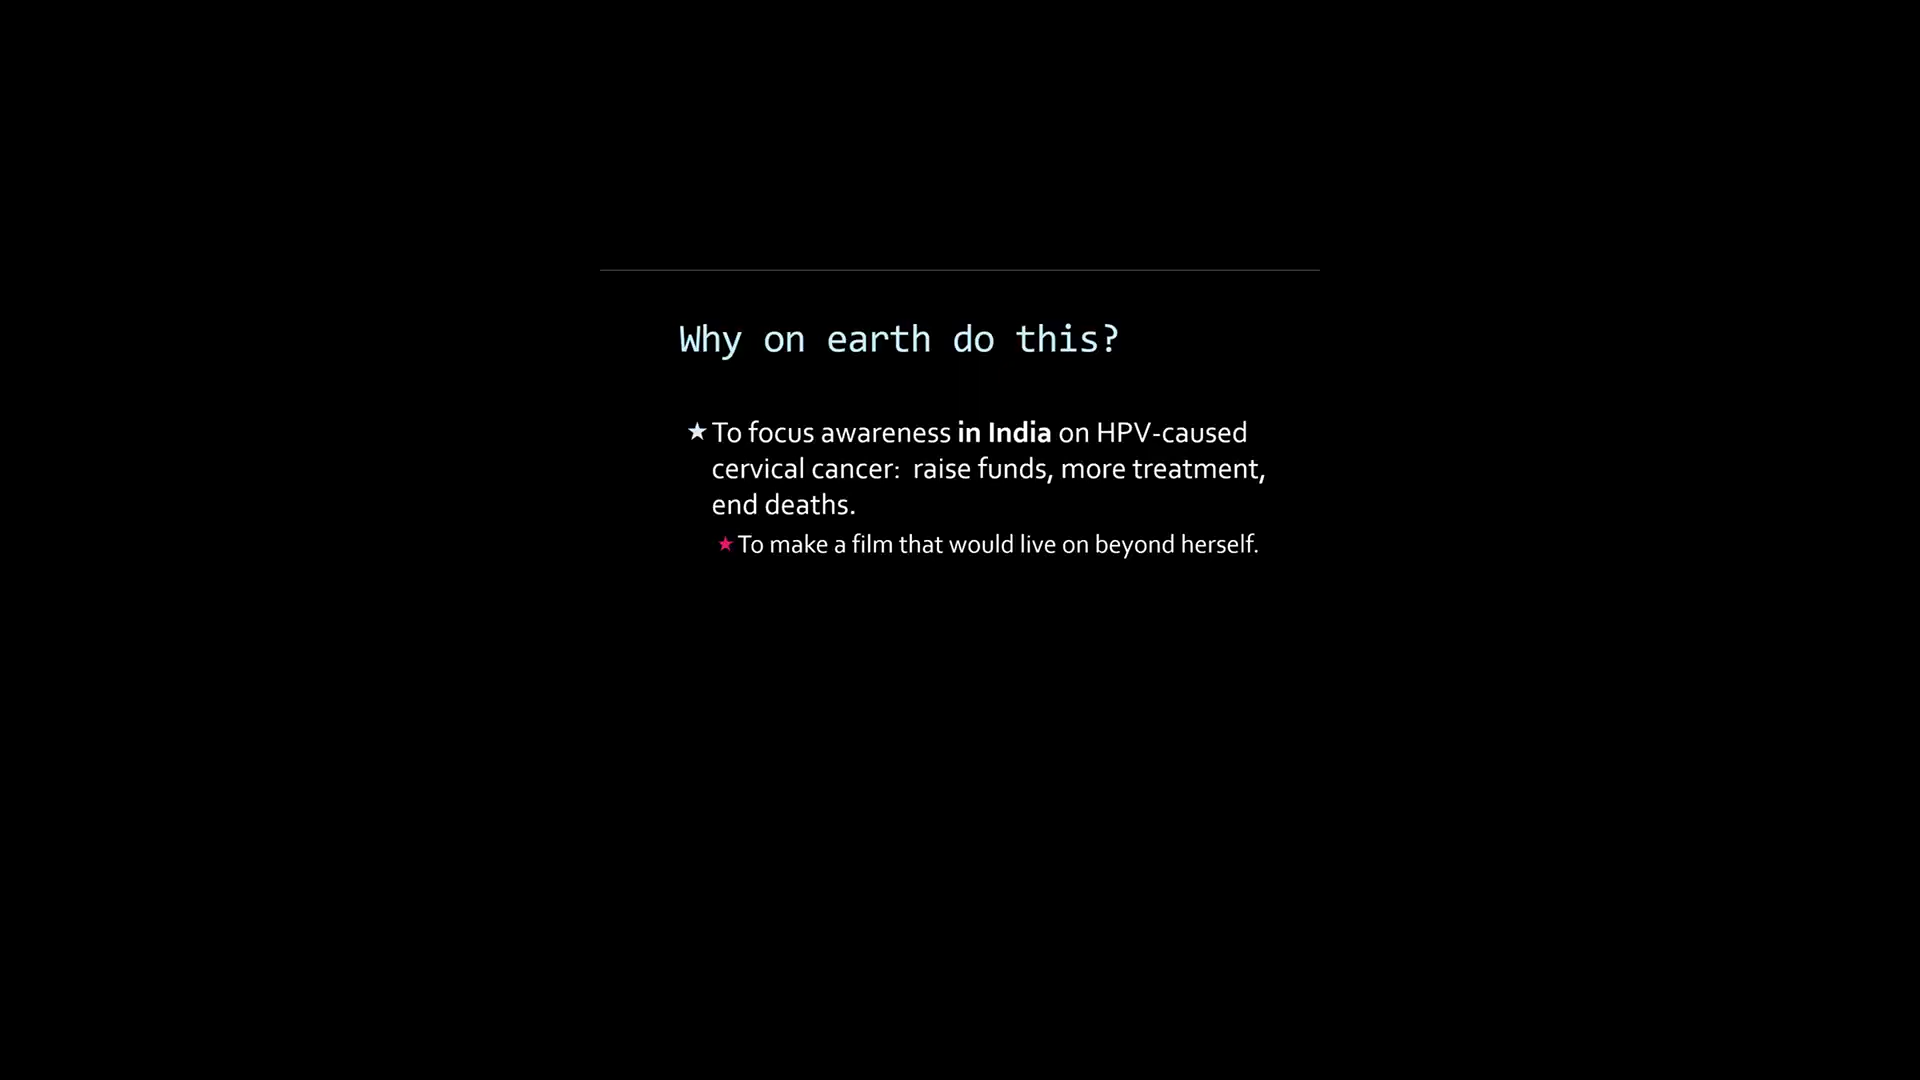 Why on earth do this?
★ To focus awareness in India on HPV-caused
cervical cancer:  raise funds, more treatment,
end deaths.
★ To make a film that would live on beyond herself.